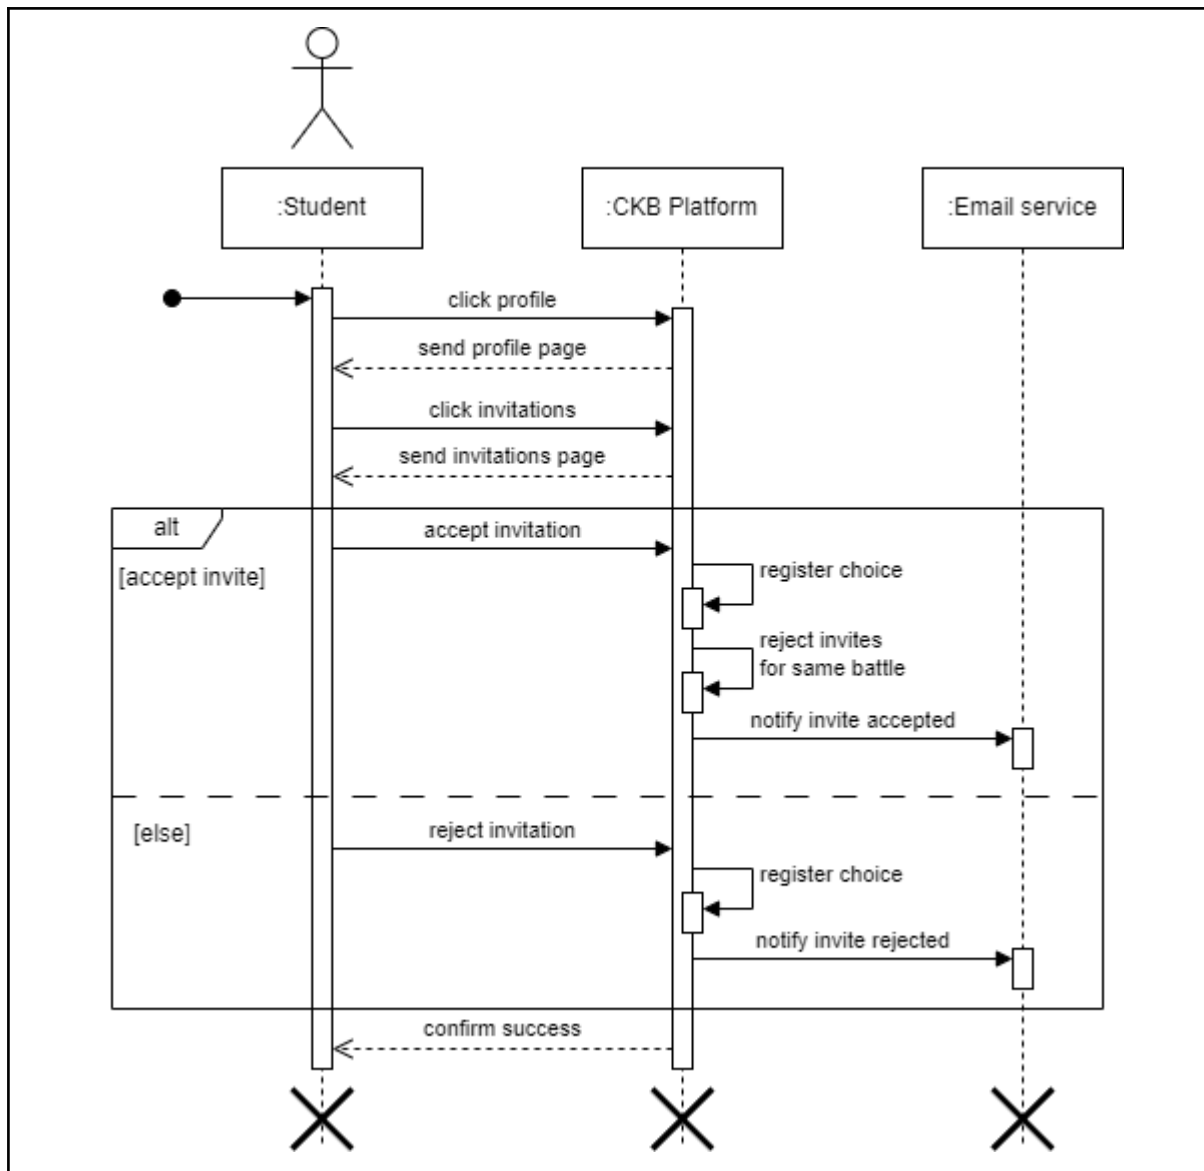 :Student
:CKB Platform
:Email service
click profile
send profile page
click invitations
send invitations page
alt
accept invitation
[accept invite]
register choice
reject invites
for same battle
notify invite accepted
[else]
reject invitation
register choice
notify invite rejected
confirm success